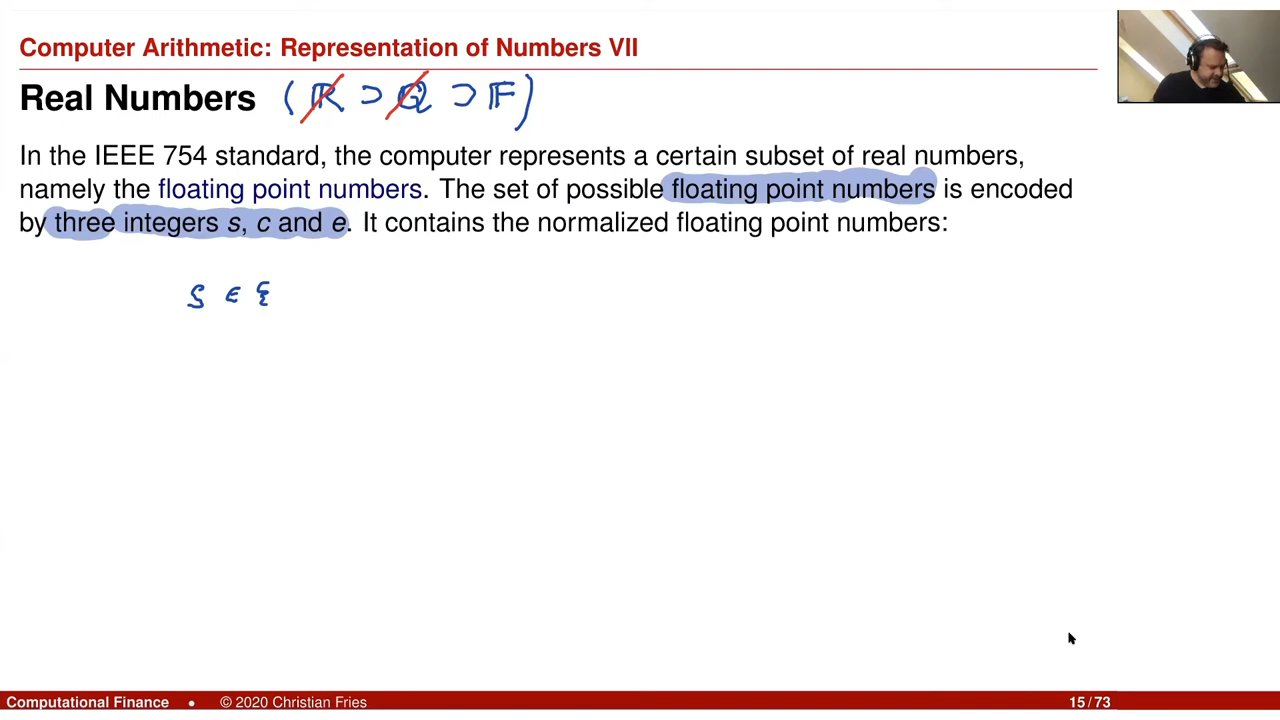 Computer Arithmetic: Representation of Numbers VII
Real Numbers (ℝ ⊃ ℚ ⊃ 𝔽)
In the IEEE 754 standard, the computer represents a certain subset of real numbers,
namely the floating point numbers. The set of possible floating point numbers is encoded
by three integers s, c and e. It contains the normalized floating point numbers:
s ∈ {
Computational Finance • © 2020 Christian Fries 15/73